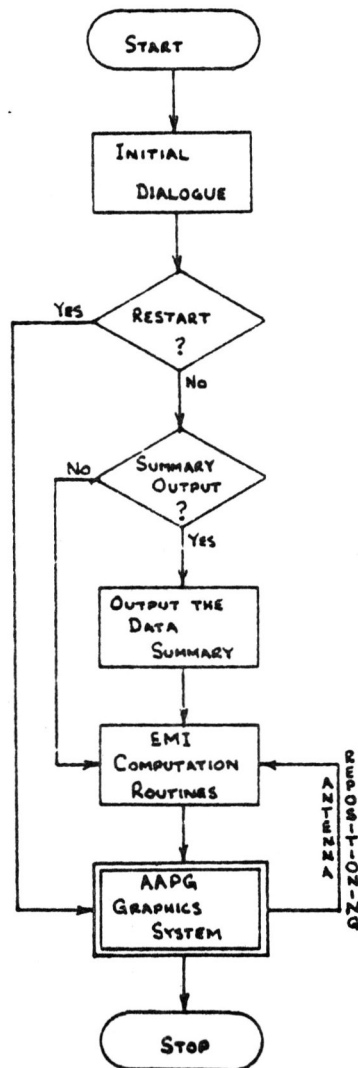 START
INITIAL
DIALOGUE
YES
RESTART
?
NO
NO
SUMMARY
OUTPUT
?
YES
OUTPUT THE
DATA
SUMMARY
EMI
COMPUTATION
ROUTINES
ANTENNA
REPOSITIONING
AAPG
GRAPHICS
SYSTEM
STOP